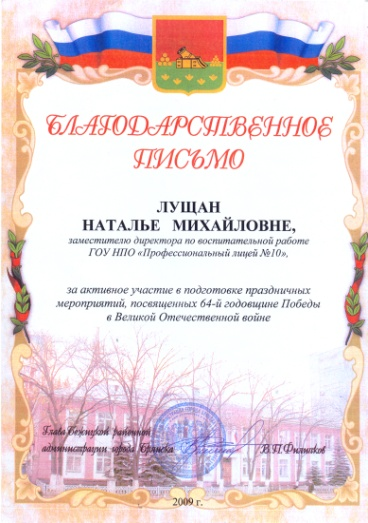 БЛАГОДАРСТВЕННОЕ
ПИСЬМО
ЛУЩАН
НАТАЛЬЕ МИХАЙЛОВНЕ,
заместителю директора по воспитательной работе
ГОУ НПО «Профессиональный лицей №10»,
за активное участие в подготовке праздничных
мероприятий, посвященных 64-й годовщине Победы
в Великой Отечественной войне
Глава Бежицкой районной
администрации города Брянска В.П.Филипков
2009 г.